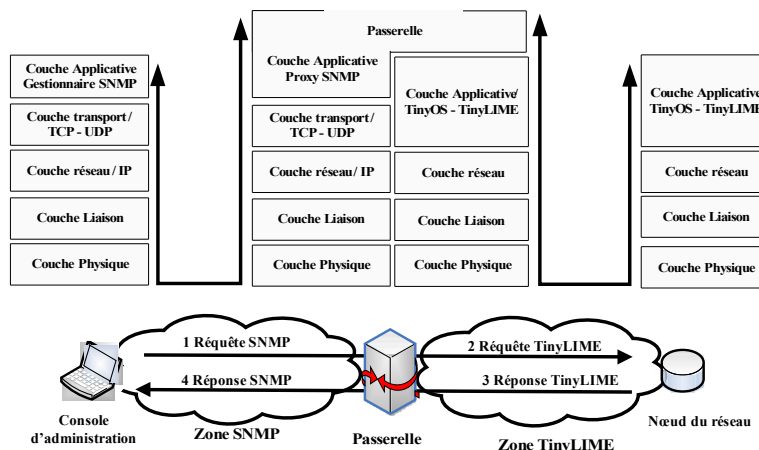 Couche Applicative
Gestionnaire SNMP
Couche transport /
TCP - UDP
Couche réseau / IP
Couche Liaison
Couche Physique
Passerelle
Couche Applicative
Proxy SNMP
Couche transport /
TCP - UDP
Couche réseau / IP
Couche Liaison
Couche Physique
Couche Applicative/
TinyOS - TinyLIME
Couche réseau
Couche Liaison
Couche Physique
Couche Applicative/
TinyOS - TinyLIME
Couche réseau
Couche Liaison
Couche Physique
1 Réquête SNMP
2 Réquête TinyLIME
4 Réponse SNMP
3 Réponse TinyLIME
Console
d'administration
Zone SNMP
Passerelle
Zone TinyLIME
Nœud du réseau